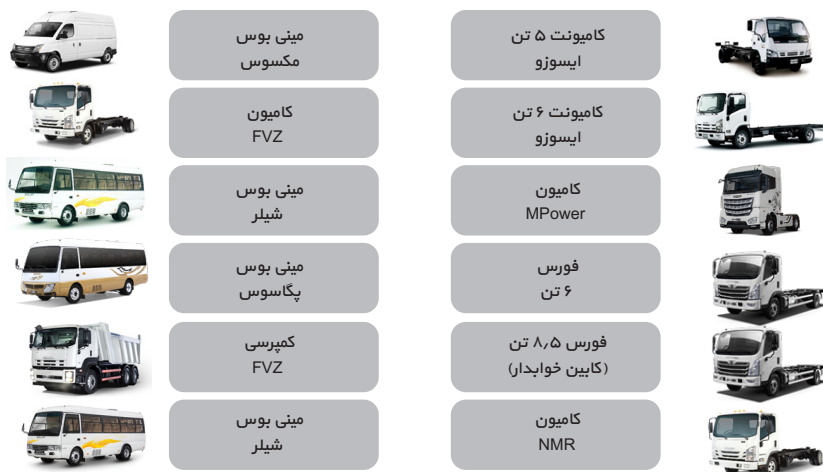 کامیونت ۵ تن
ایسوزو
مینی بوس
مکسوس
کامیونت ۶ تن
ایسوزو
کامیون
FVZ
کامیون
MPower
مینی بوس
شیلر
فورس
۶ تن
مینی بوس
پگاسوس
فورس ۸٫۵ تن
(کابین خوابدار)
کمپرسی
FVZ
کامیون
NMR
مینی بوس
شیلر